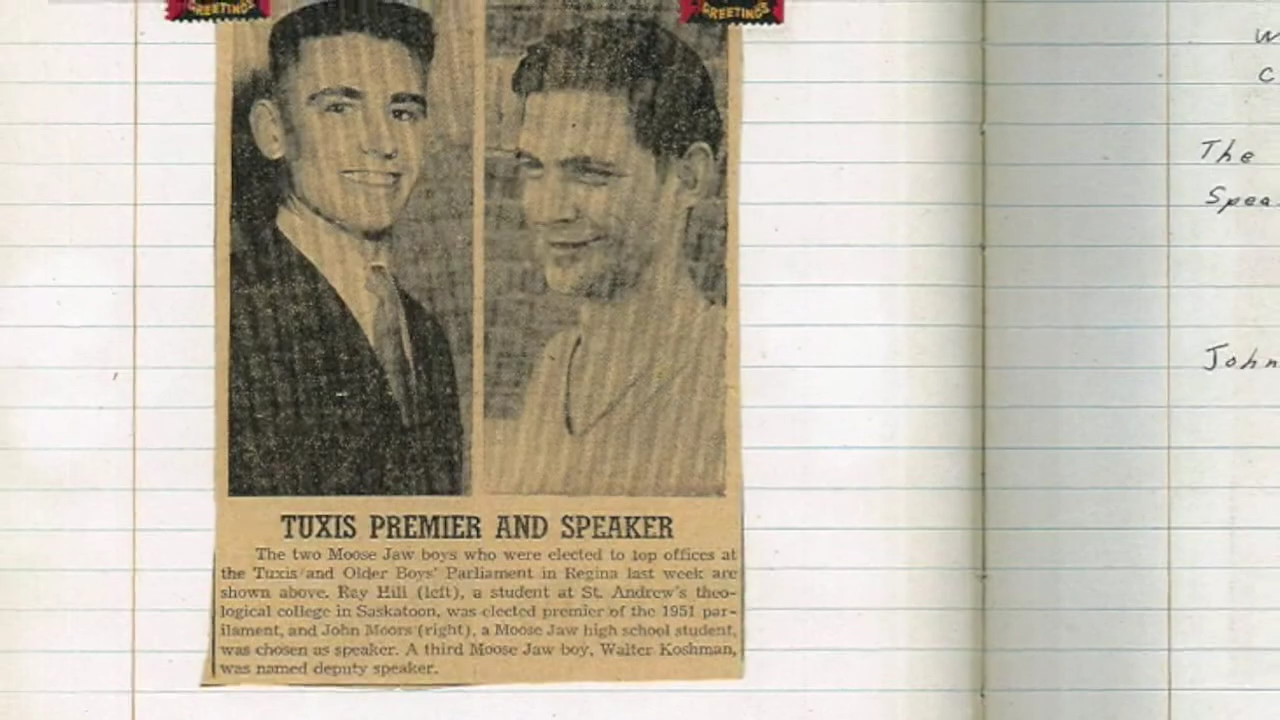 GREETINGS GREETINGS
TUXIS PREMIER AND SPEAKER
The two Moose Jaw boys who were elected to top offices at
the Tuxis and Older Boys' Parliament in Regina last week are
shown above. Ray Hill (left), a student at St. Andrew's theo-
logical college in Saskatoon, was elected premier of the 1951 par-
liament, and John Moors (right), a Moose Jaw high school student,
was chosen as speaker. A third Moose Jaw boy, Walter Koshman,
was named deputy speaker.
w
C
The
Spea
John